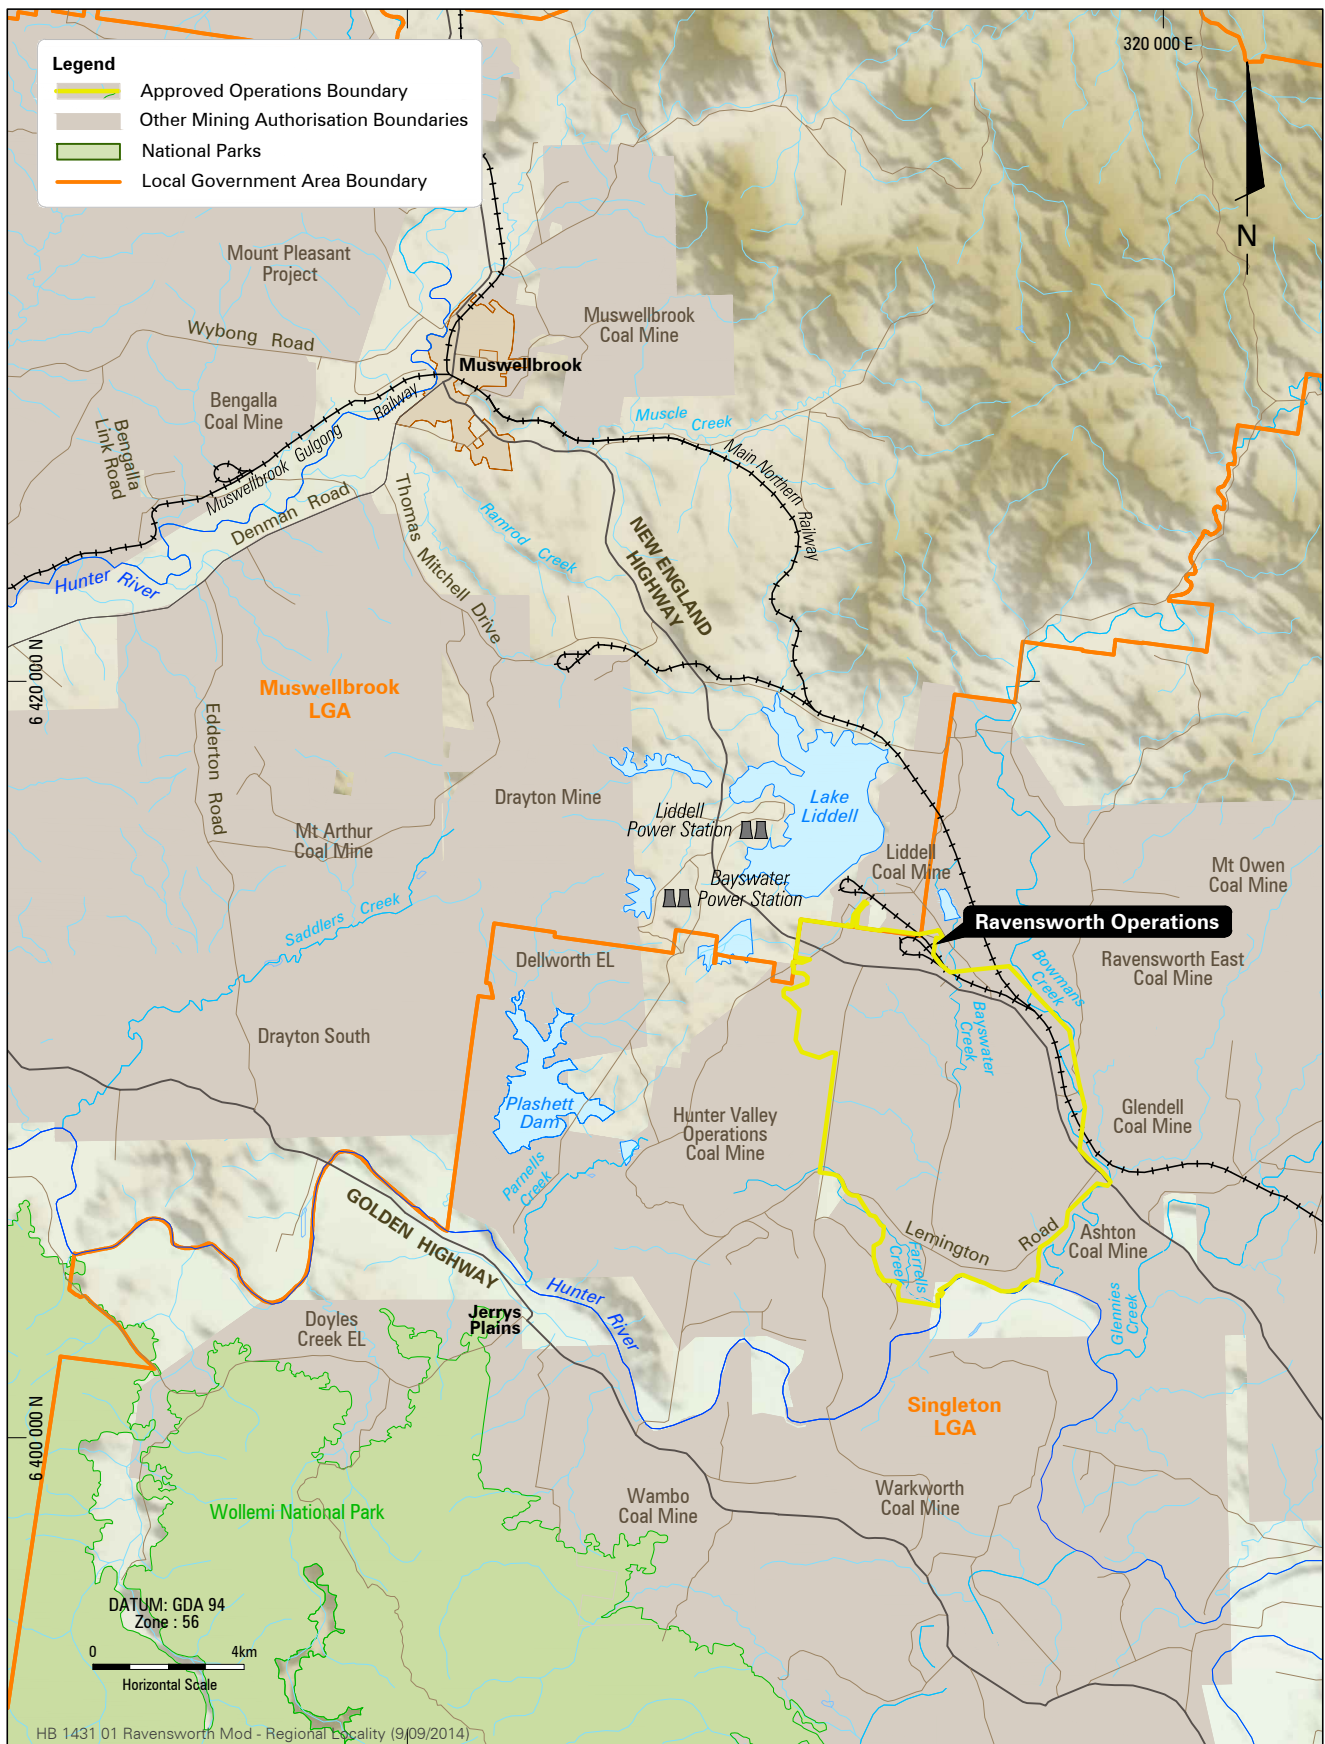 320 000 E
Legend
Approved Operations Boundary
Other Mining Authorisation Boundaries
National Parks
Local Government Area Boundary
N
Mount Pleasant
Project
Muswellbrook
Coal Mine
Wybong Road
Muswellbrook
Bengalla
Coal Mine
Muscle Creek
Bengalla
Link Road
Muswellbrook Gulgong Railway
Main Northern Railway
Denman Road
Thomas Mitchell Drive
Ramrod Creek
NEW ENGLAND
HIGHWAY
Hunter River
6 420 000 N
Muswellbrook
LGA
Edderton Road
Drayton Mine
Lake
Liddell
Liddell
Power Station
Mt Arthur
Coal Mine
Liddell
Coal Mine
Mt Owen
Coal Mine
Bayswater
Power Station
Saddlers Creek
Ravensworth Operations
Dellworth EL
Bowmans
Creek
Ravensworth East
Coal Mine
Drayton South
Bayswater
Creek
Plashett
Dam
Hunter Valley
Operations
Coal Mine
Glendell
Coal Mine
Parnells
Creek
GOLDEN HIGHWAY
Lemington Road
Ashton
Coal Mine
Farrells
Creek
Hunter River
Glennies
Creek
Jerrys
Plains
Doyles
Creek EL
Singleton
LGA
6 400 000 N
Wollemi National Park
Wambo
Coal Mine
Warkworth
Coal Mine
DATUM: GDA 94
Zone : 56
0 4km
Horizontal Scale
HB 1431 01 Ravensworth Mod - Regional Locality (9/09/2014)